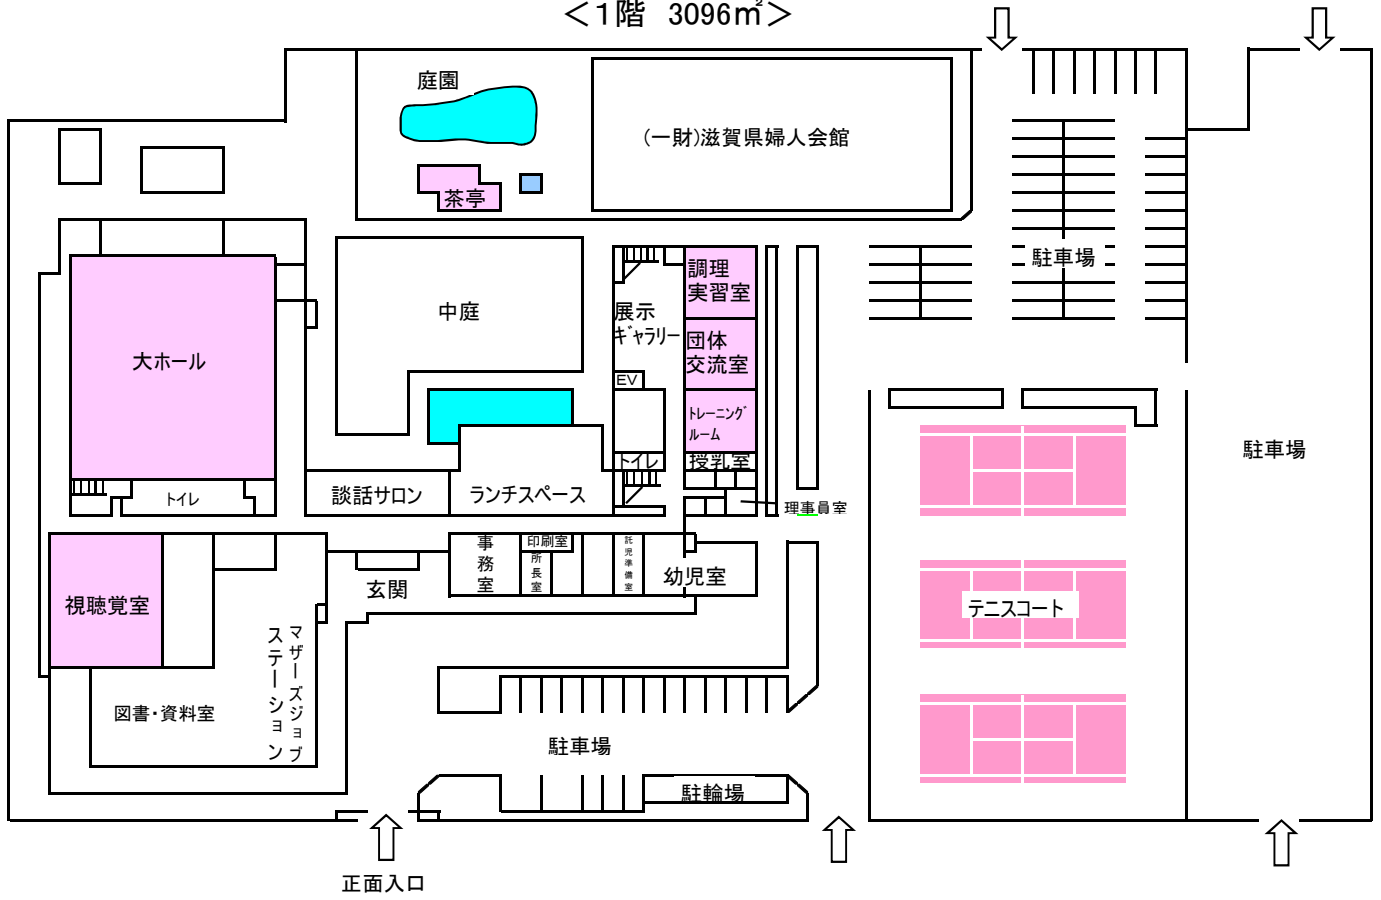 ＜1階 3096㎡＞
庭園
(一財)滋賀県婦人会館
茶亭
駐車場
調理
実習室
中庭
展示
ｷﾞｬﾗﾘｰ
団体
交流室
大ホール
EV
ﾄﾚｰﾆﾝｸﾞ
ﾙｰﾑ
駐車場
トイレ
授乳室
トイレ
談話サロン
ランチスペース
理事員室
事務室
印刷室
所長室
託児準備室
幼児室
玄関
視聴覚室
テニスコート
マザーズジョブ
ステーション
図書・資料室
駐車場
駐輪場
正面入口